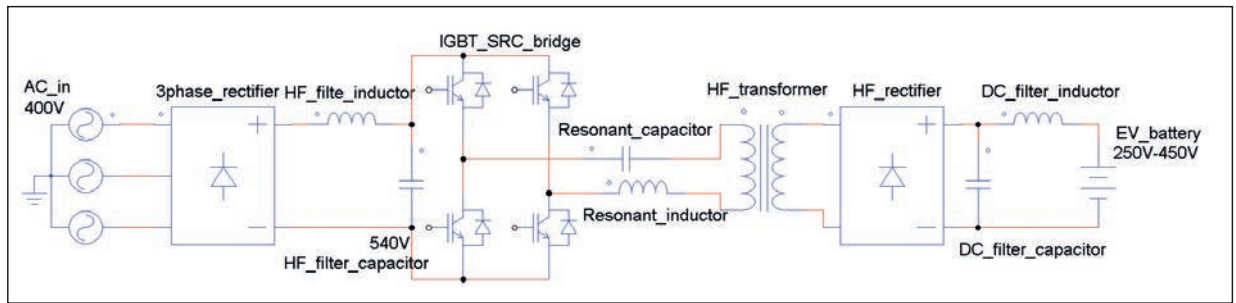 IGBT_SRC_bridge
AC_in
400V
3phase_rectifier
HF_filte_inductor
HF_transformer
HF_rectifier
DC_filter_inductor
Resonant_capacitor
EV_battery
250V-450V
Resonant_inductor
540V
HF_filter_capacitor
DC_filter_capacitor